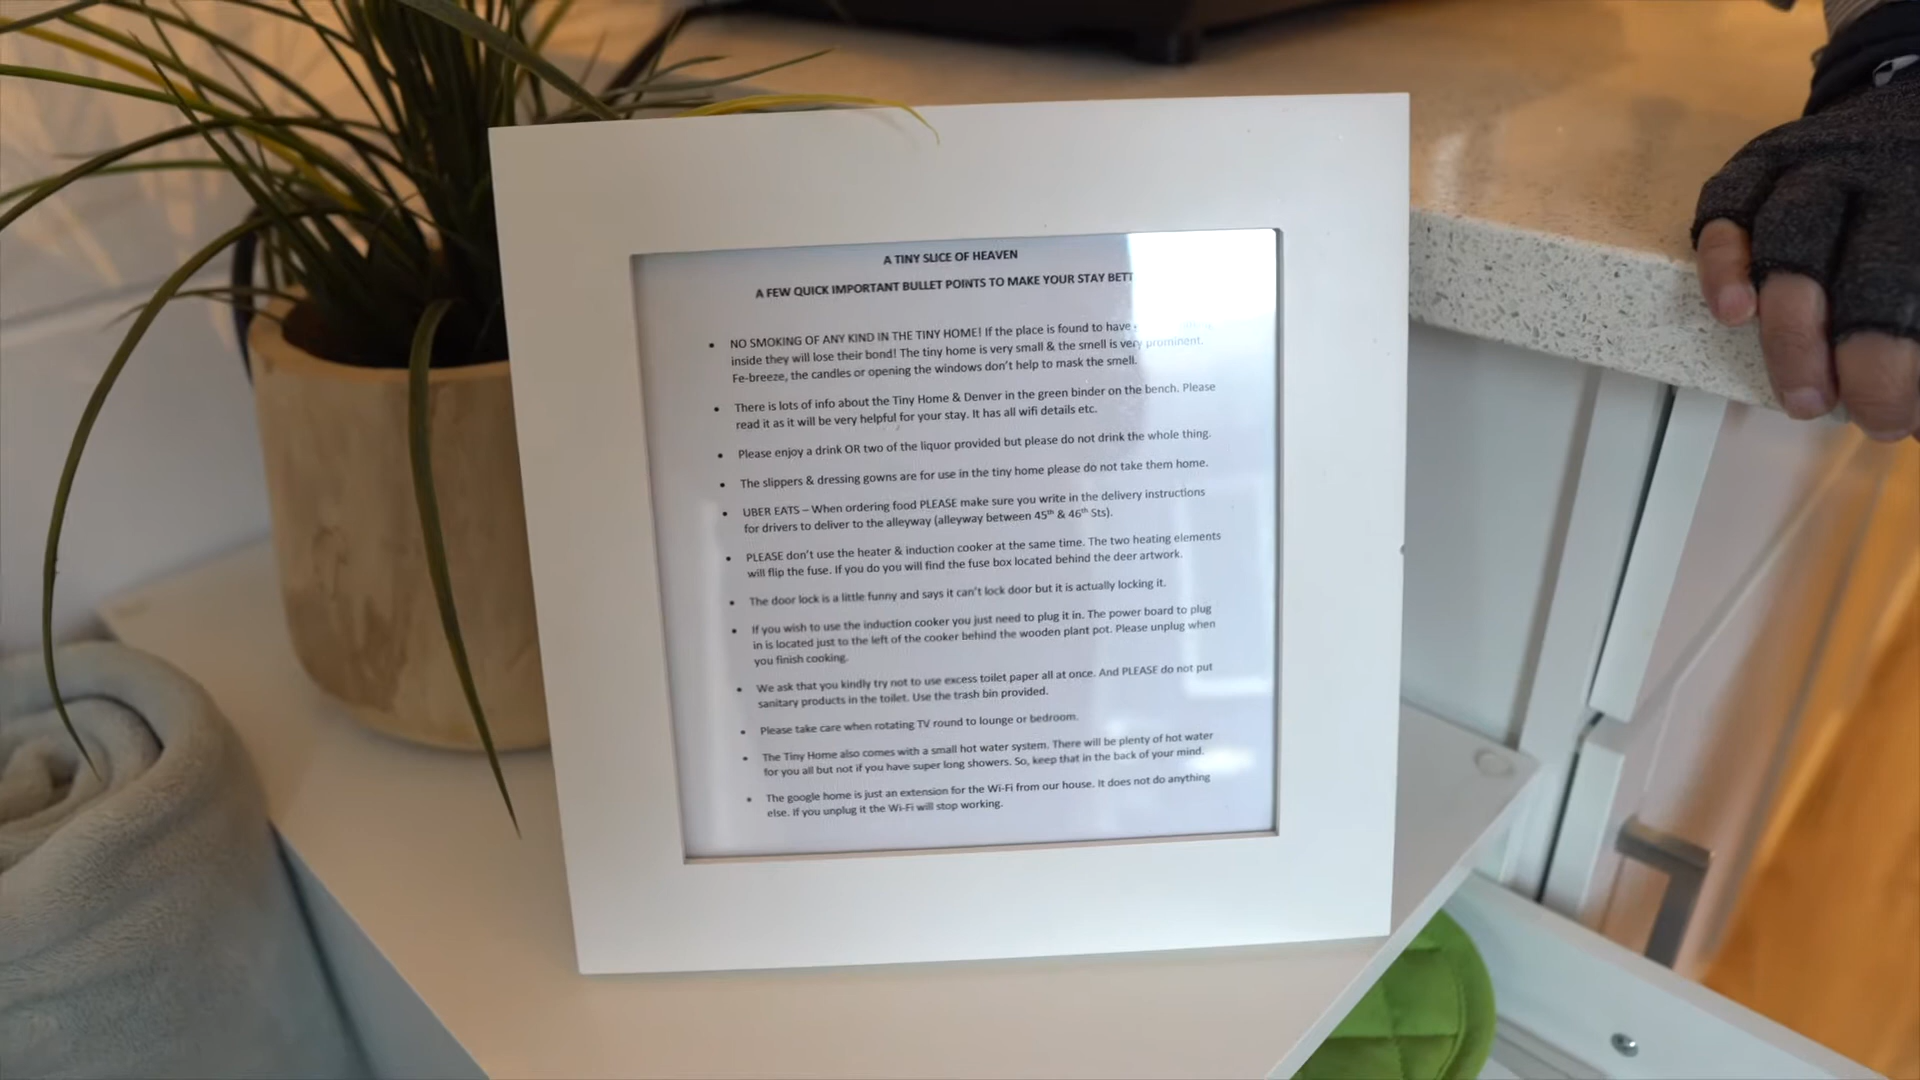 A TINY SLICE OF HEAVEN
A FEW QUICK IMPORTANT BULLET POINTS TO MAKE YOUR STAY
• NO SMOKING OF ANY KIND IN THE TINY HOME! If the place is found to have
inside they will lose their bond! The tiny home is very small & the smell is very prominent.
Fe-breeze, the candles or opening the windows don't help to mask the smell.
• There is lots of info about the Tiny Home & Denver in the green binder on the bench. Please
read it as it will be very helpful for your stay. It has all wifi details etc.
• Please enjoy a drink OR two of the liquor provided but please do not drink the whole thing.
• The slippers & dressing gowns are for use in the tiny home please do not take them home.
• UBER EATS – When ordering food PLEASE make sure you write in the delivery instructions
for drivers to deliver to the alleyway (alleyway between 45th & 46th Sts).
• PLEASE don't use the heater & induction cooker at the same time. The two heating elements
will flip the fuse. If you do you will find the fuse box located behind the deer artwork.
• The door lock is a little funny and says it can't lock door but it is actually locking it.
• If you wish to use the induction cooker you just need to plug it in. The power board to plug
in is located just to the left of the cooker behind the wooden plant pot. Please unplug when
you finish cooking.
• We ask that you kindly try not to use excess toilet paper all at once. And PLEASE do not put
sanitary products in the toilet. Use the trash bin provided.
• Please take care when rotating TV round to lounge or bedroom.
• The Tiny Home also comes with a small hot water system. There will be plenty of hot water
for you all but not if you have super long showers. So, keep that in the back of your mind.
• The google home is just an extension for the Wi-Fi from our house. It does not do anything
else. If you unplug it the Wi-Fi will stop working.